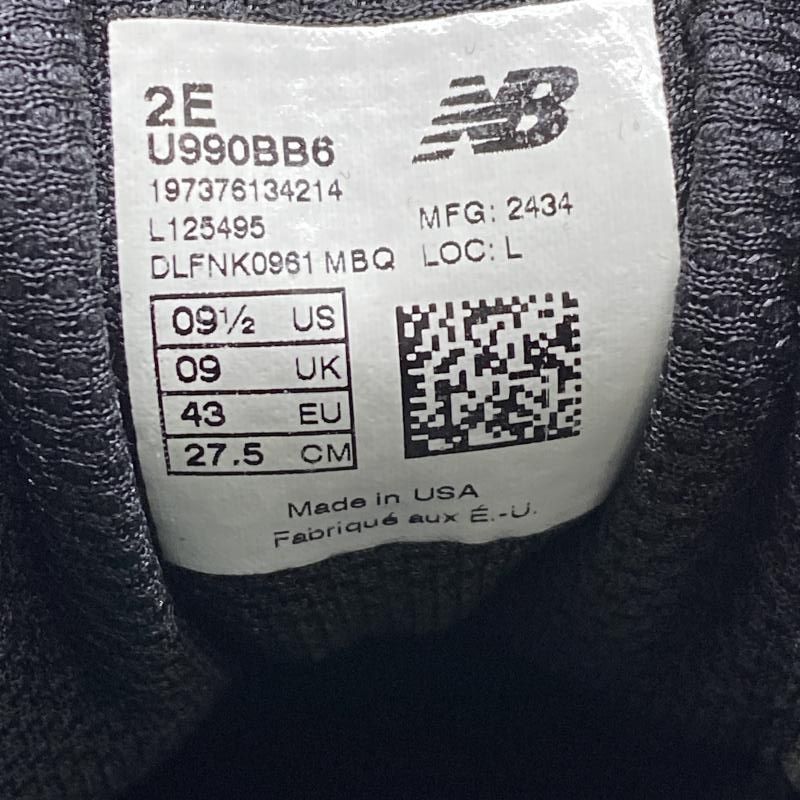 2E
NB
U990BB6
197376134214
L125495
MFG: 2434
DLFNK0961 MBQ
LOC: L
09½ US
09 UK
43 EU
27.5 CM
Made in USA
Fabriqué aux É.-U.